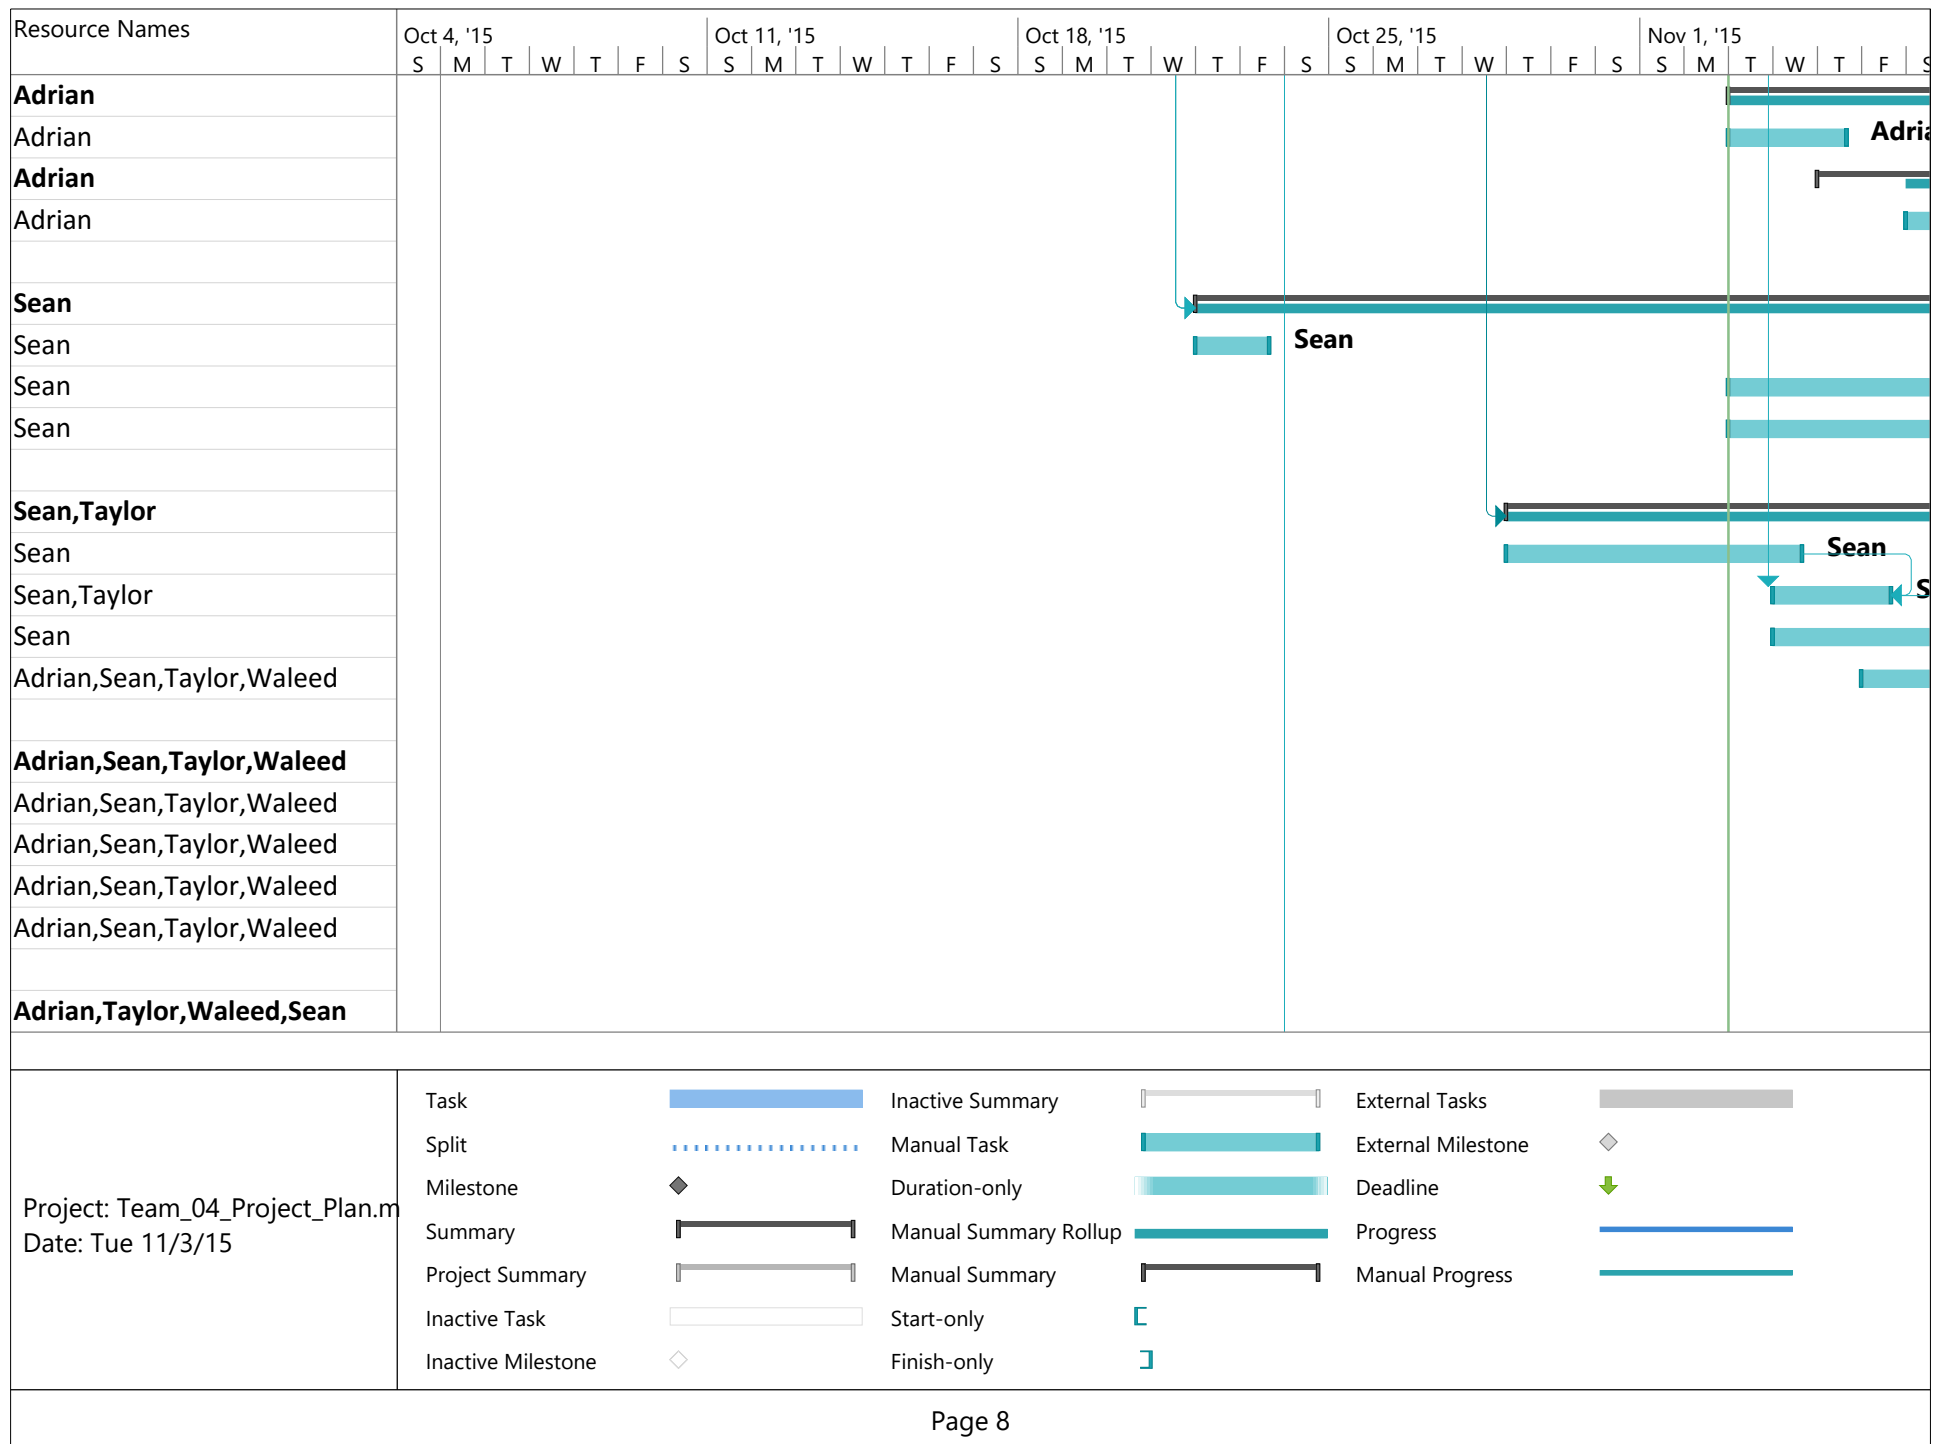 Resource Names
Oct 4, '15 Oct 11, '15 Oct 18, '15 Oct 25, '15 Nov 1, '15
S M T W T F S S M T W T F S S M T W T F S S M T W T F S S M T W T F S
Adrian
Adrian Adria
Adrian
Adrian
Sean
Sean Sean
Sean
Sean
Sean,Taylor
Sean Sean
Sean,Taylor S
Sean
Adrian,Sean,Taylor,Waleed
Adrian,Sean,Taylor,Waleed
Adrian,Sean,Taylor,Waleed
Adrian,Sean,Taylor,Waleed
Adrian,Sean,Taylor,Waleed
Adrian,Sean,Taylor,Waleed
Adrian,Taylor,Waleed,Sean
Project: Team_04_Project_Plan.m
Date: Tue 11/3/15
Task
Split
Milestone
Summary
Project Summary
Inactive Task
Inactive Milestone
Inactive Summary
Manual Task
Duration-only
Manual Summary Rollup
Manual Summary
Start-only
Finish-only
External Tasks
External Milestone
Deadline
Progress
Manual Progress
Page 8